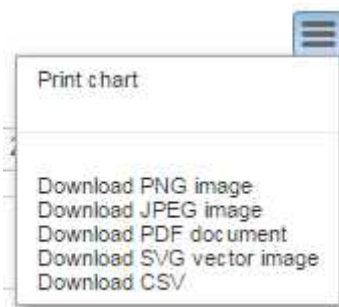 Print chart
Download PNG image
Download JPEG image
Download PDF document
Download SVG vector image
Download CSV